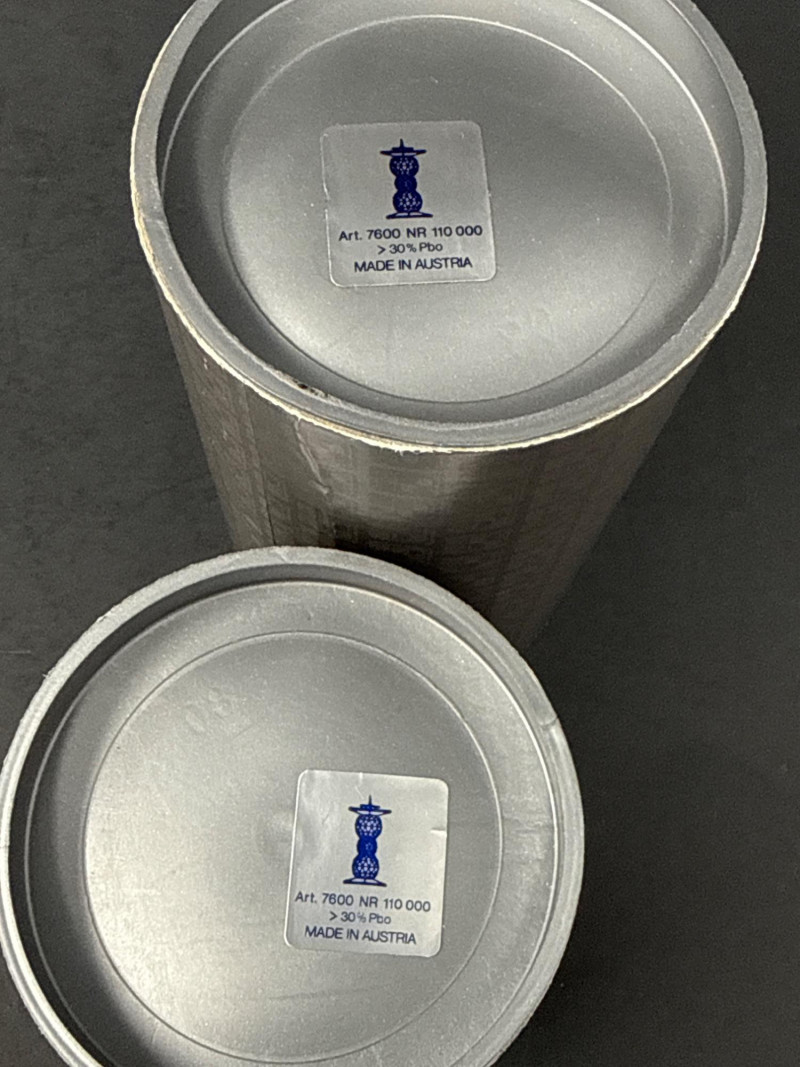 Art. 7600 NR 110 000
> 30% Pbo
MADE IN AUSTRIA
08
Art. 7600 NR 110 000
> 30% Pbo
MADE IN AUSTRIA